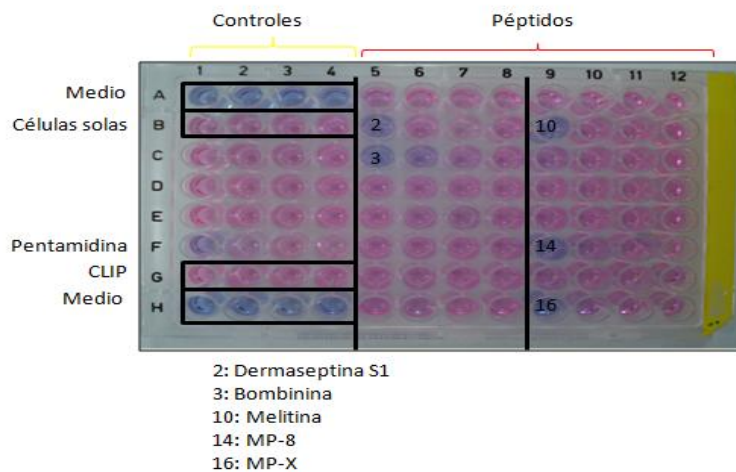 Controles Péptidos
1 2 3 4 5 6 7 8 9 10 11 12
Medio A
Células solas B 2 10
C 3
D
E
Pentamidina F 14
CLIP G
Medio H 16
2: Dermaseptina S1
3: Bombinina
10: Melitina
14: MP-8
16: MP-X